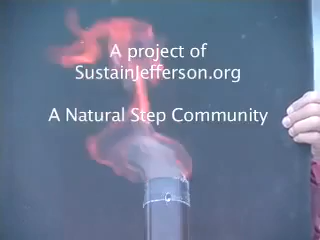 A project of
SustainJefferson.org
A Natural Step Community